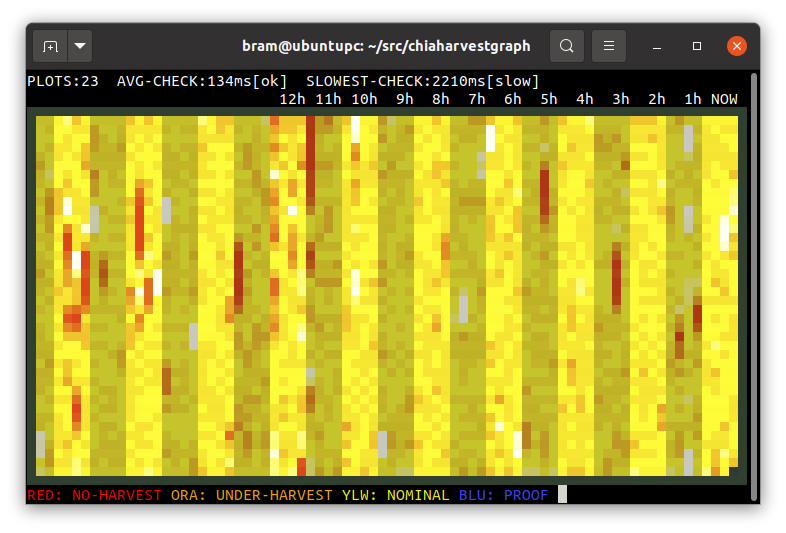 bram@ubuntupc: ~/src/chiaharvestgraph
PLOTS:23  AVG-CHECK:134ms[ok]  SLOWEST-CHECK:2210ms[slow]
12h 11h 10h  9h  8h  7h  6h  5h  4h  3h  2h  1h NOW
RED: NO-HARVEST ORA: UNDER-HARVEST YLW: NOMINAL BLU: PROOF